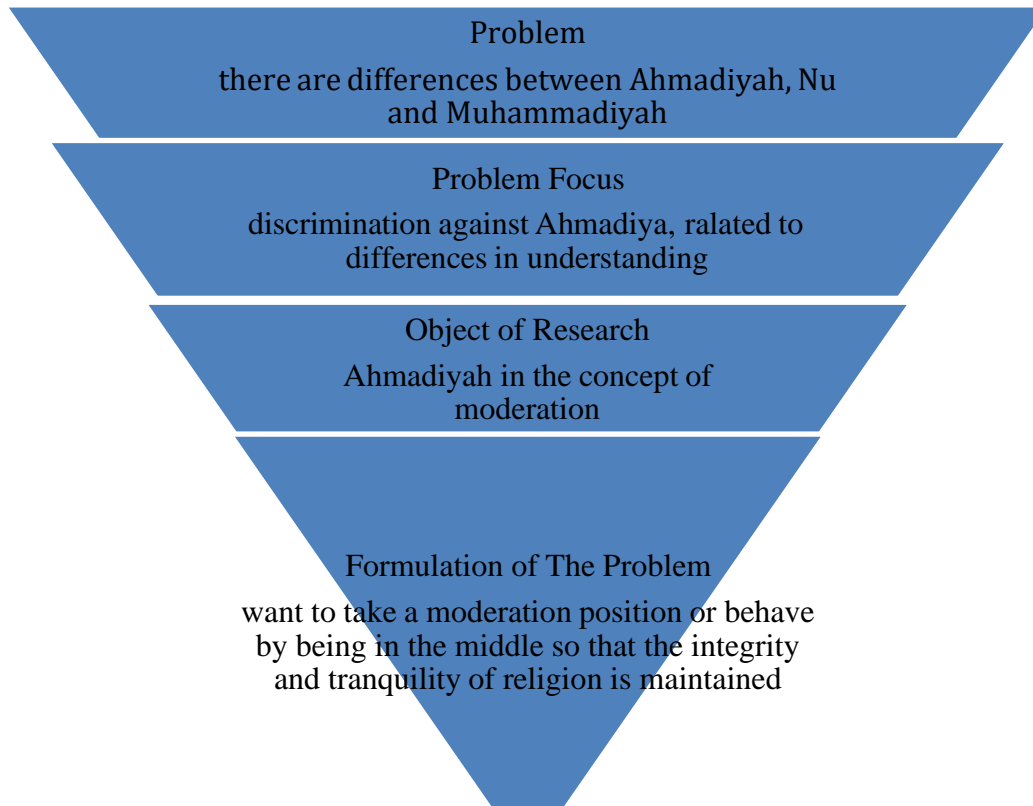 Problem
there are differences between Ahmadiyah, Nu
and Muhammadiyah
Problem Focus
discrimination against Ahmadiya, ralated to
differences in understanding
Object of Research
Ahmadiyah in the concept of
moderation
Formulation of The Problem
want to take a moderation position or behave
by being in the middle so that the integrity
and tranquility of religion is maintained